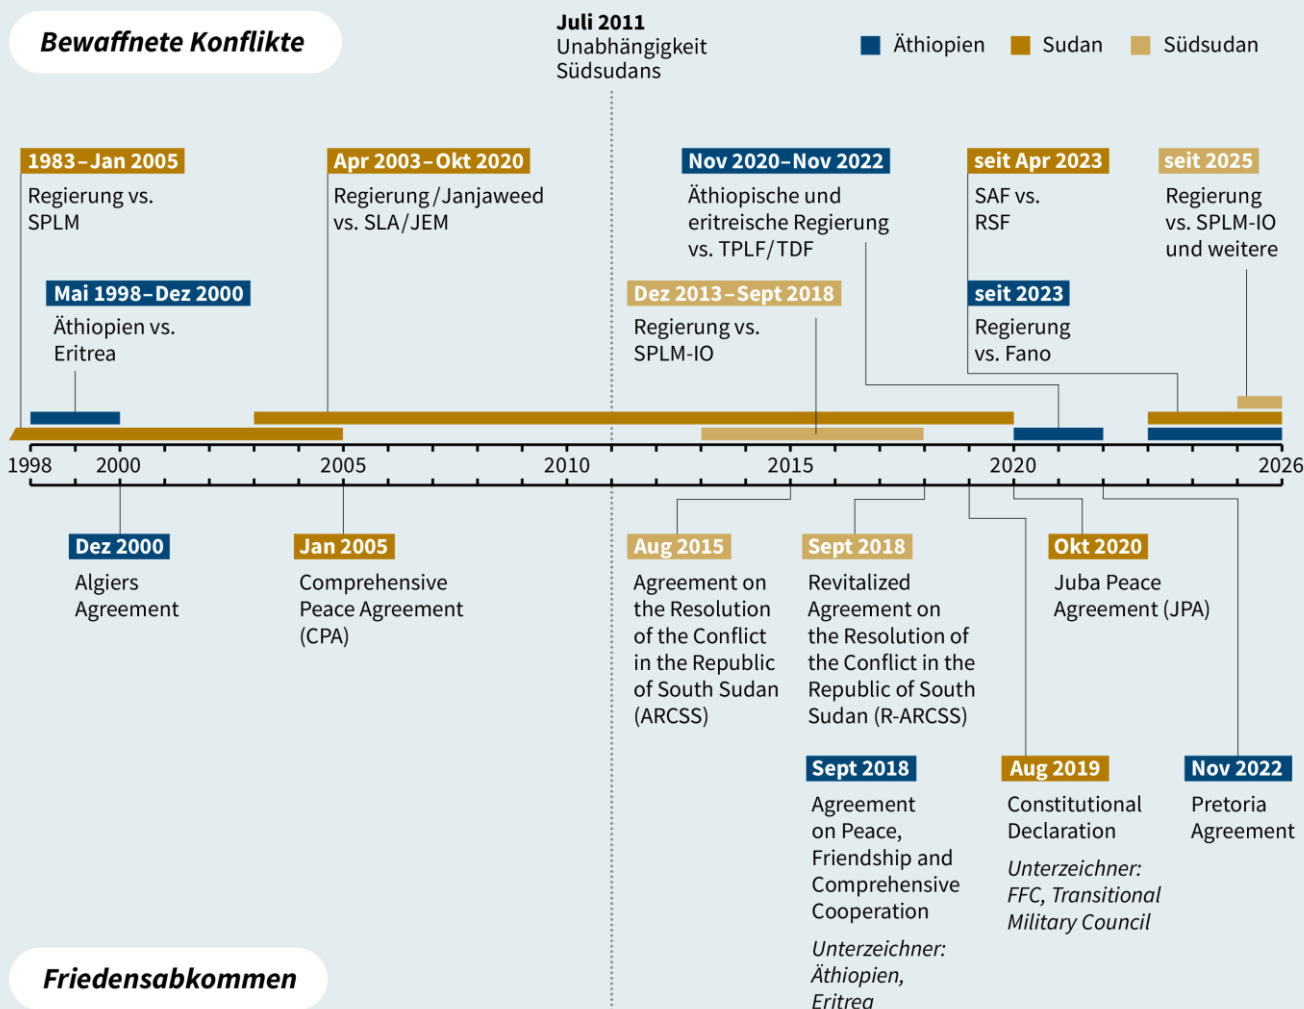 Bewaffnete Konflikte
Juli 2011
Unabhängigkeit
Südsudans
Äthiopien
Sudan
Südsudan
1983–Jan 2005
Regierung vs.
SPLM
Apr 2003–Okt 2020
Regierung/Janjaweed
vs. SLA/JEM
Nov 2020–Nov 2022
Äthiopische und
eritreische Regierung
vs. TPLF/TDF
seit Apr 2023
SAF vs.
RSF
seit 2025
Regierung
vs. SPLM-IO
und weitere
Mai 1998–Dez 2000
Äthiopien vs.
Eritrea
Dez 2013–Sept 2018
Regierung vs.
SPLM-IO
seit 2023
Regierung
vs. Fano
1998
2000
2005
2010
2015
2020
2026
Dez 2000
Algiers
Agreement
Jan 2005
Comprehensive
Peace Agreement
(CPA)
Aug 2015
Agreement on
the Resolution
of the Conflict
in the Republic
of South Sudan
(ARCSS)
Sept 2018
Revitalized
Agreement on
the Resolution of
the Conflict in the
Republic of South
Sudan (R-ARCSS)
Okt 2020
Juba Peace
Agreement (JPA)
Sept 2018
Agreement
on Peace,
Friendship and
Comprehensive
Cooperation
Unterzeichner:
Äthiopien,
Eritrea
Aug 2019
Constitutional
Declaration
Unterzeichner:
FFC, Transitional
Military Council
Nov 2022
Pretoria
Agreement
Friedensabkommen